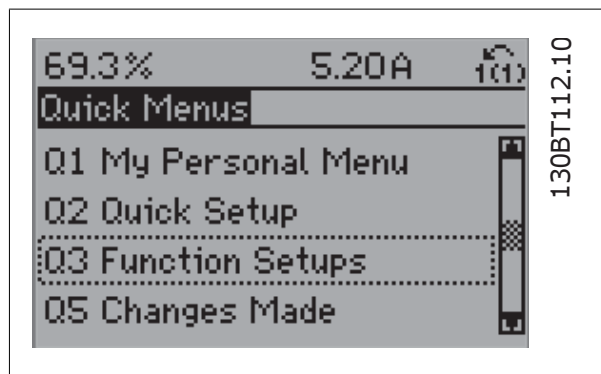 69.3% 5.20A 1(1)
Quick Menus
Q1 My Personal Menu
Q2 Quick Setup
Q3 Function Setups
Q5 Changes Made
130BT112.10